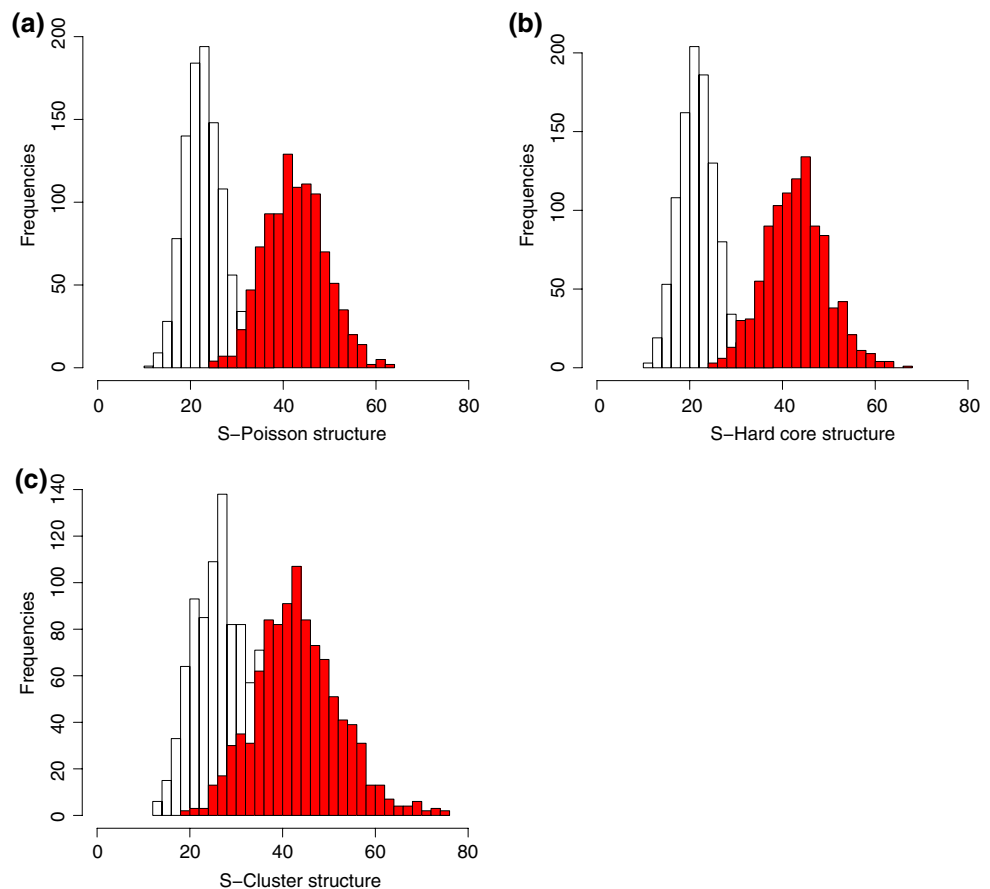 (a)
200
150
100
50
0
Frequencies
0 20 40 60 80
S-Poisson structure
(b)
200
150
100
50
0
Frequencies
0 20 40 60 80
S-Hard core structure
(c)
140
120
100
80
60
40
20
0
Frequencies
0 20 40 60 80
S-Cluster structure